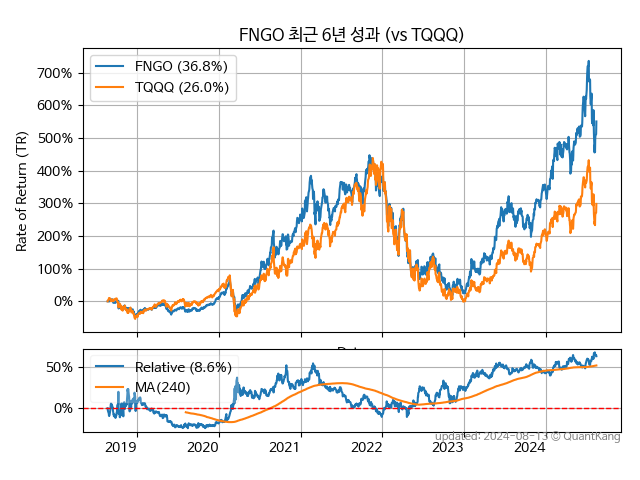 FNGO 최근 6년 성과 (vs TQQQ)
FNGO (36.8%)
TQQQ (26.0%)
700%
600%
500%
400%
300%
200%
100%
0%
Rate of Return (TR)
Relative (8.6%)
MA(240)
50%
0%
2019 2020 2021 2022 2023 2024
updated: 2024-08-13 © QuantKang